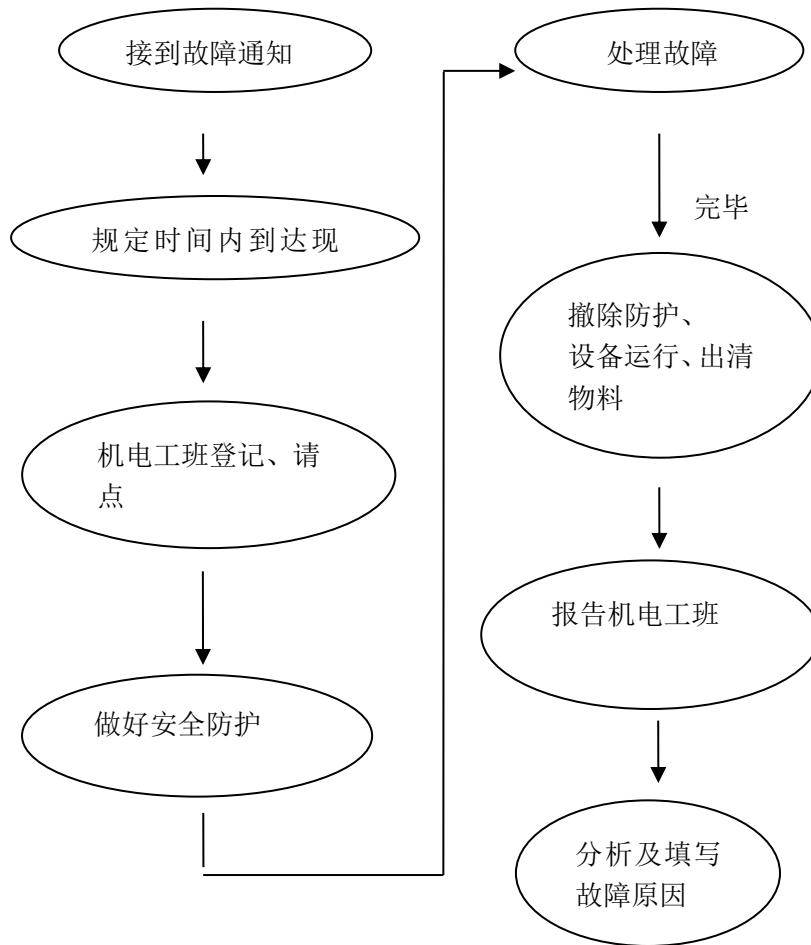 接到故障通知
规定时间内到达现
机电工班登记、请
点
做好安全防护
处理故障
完毕
撤除防护、
设备运行、出清
物料
报告机电工班
分析及填写
故障原因